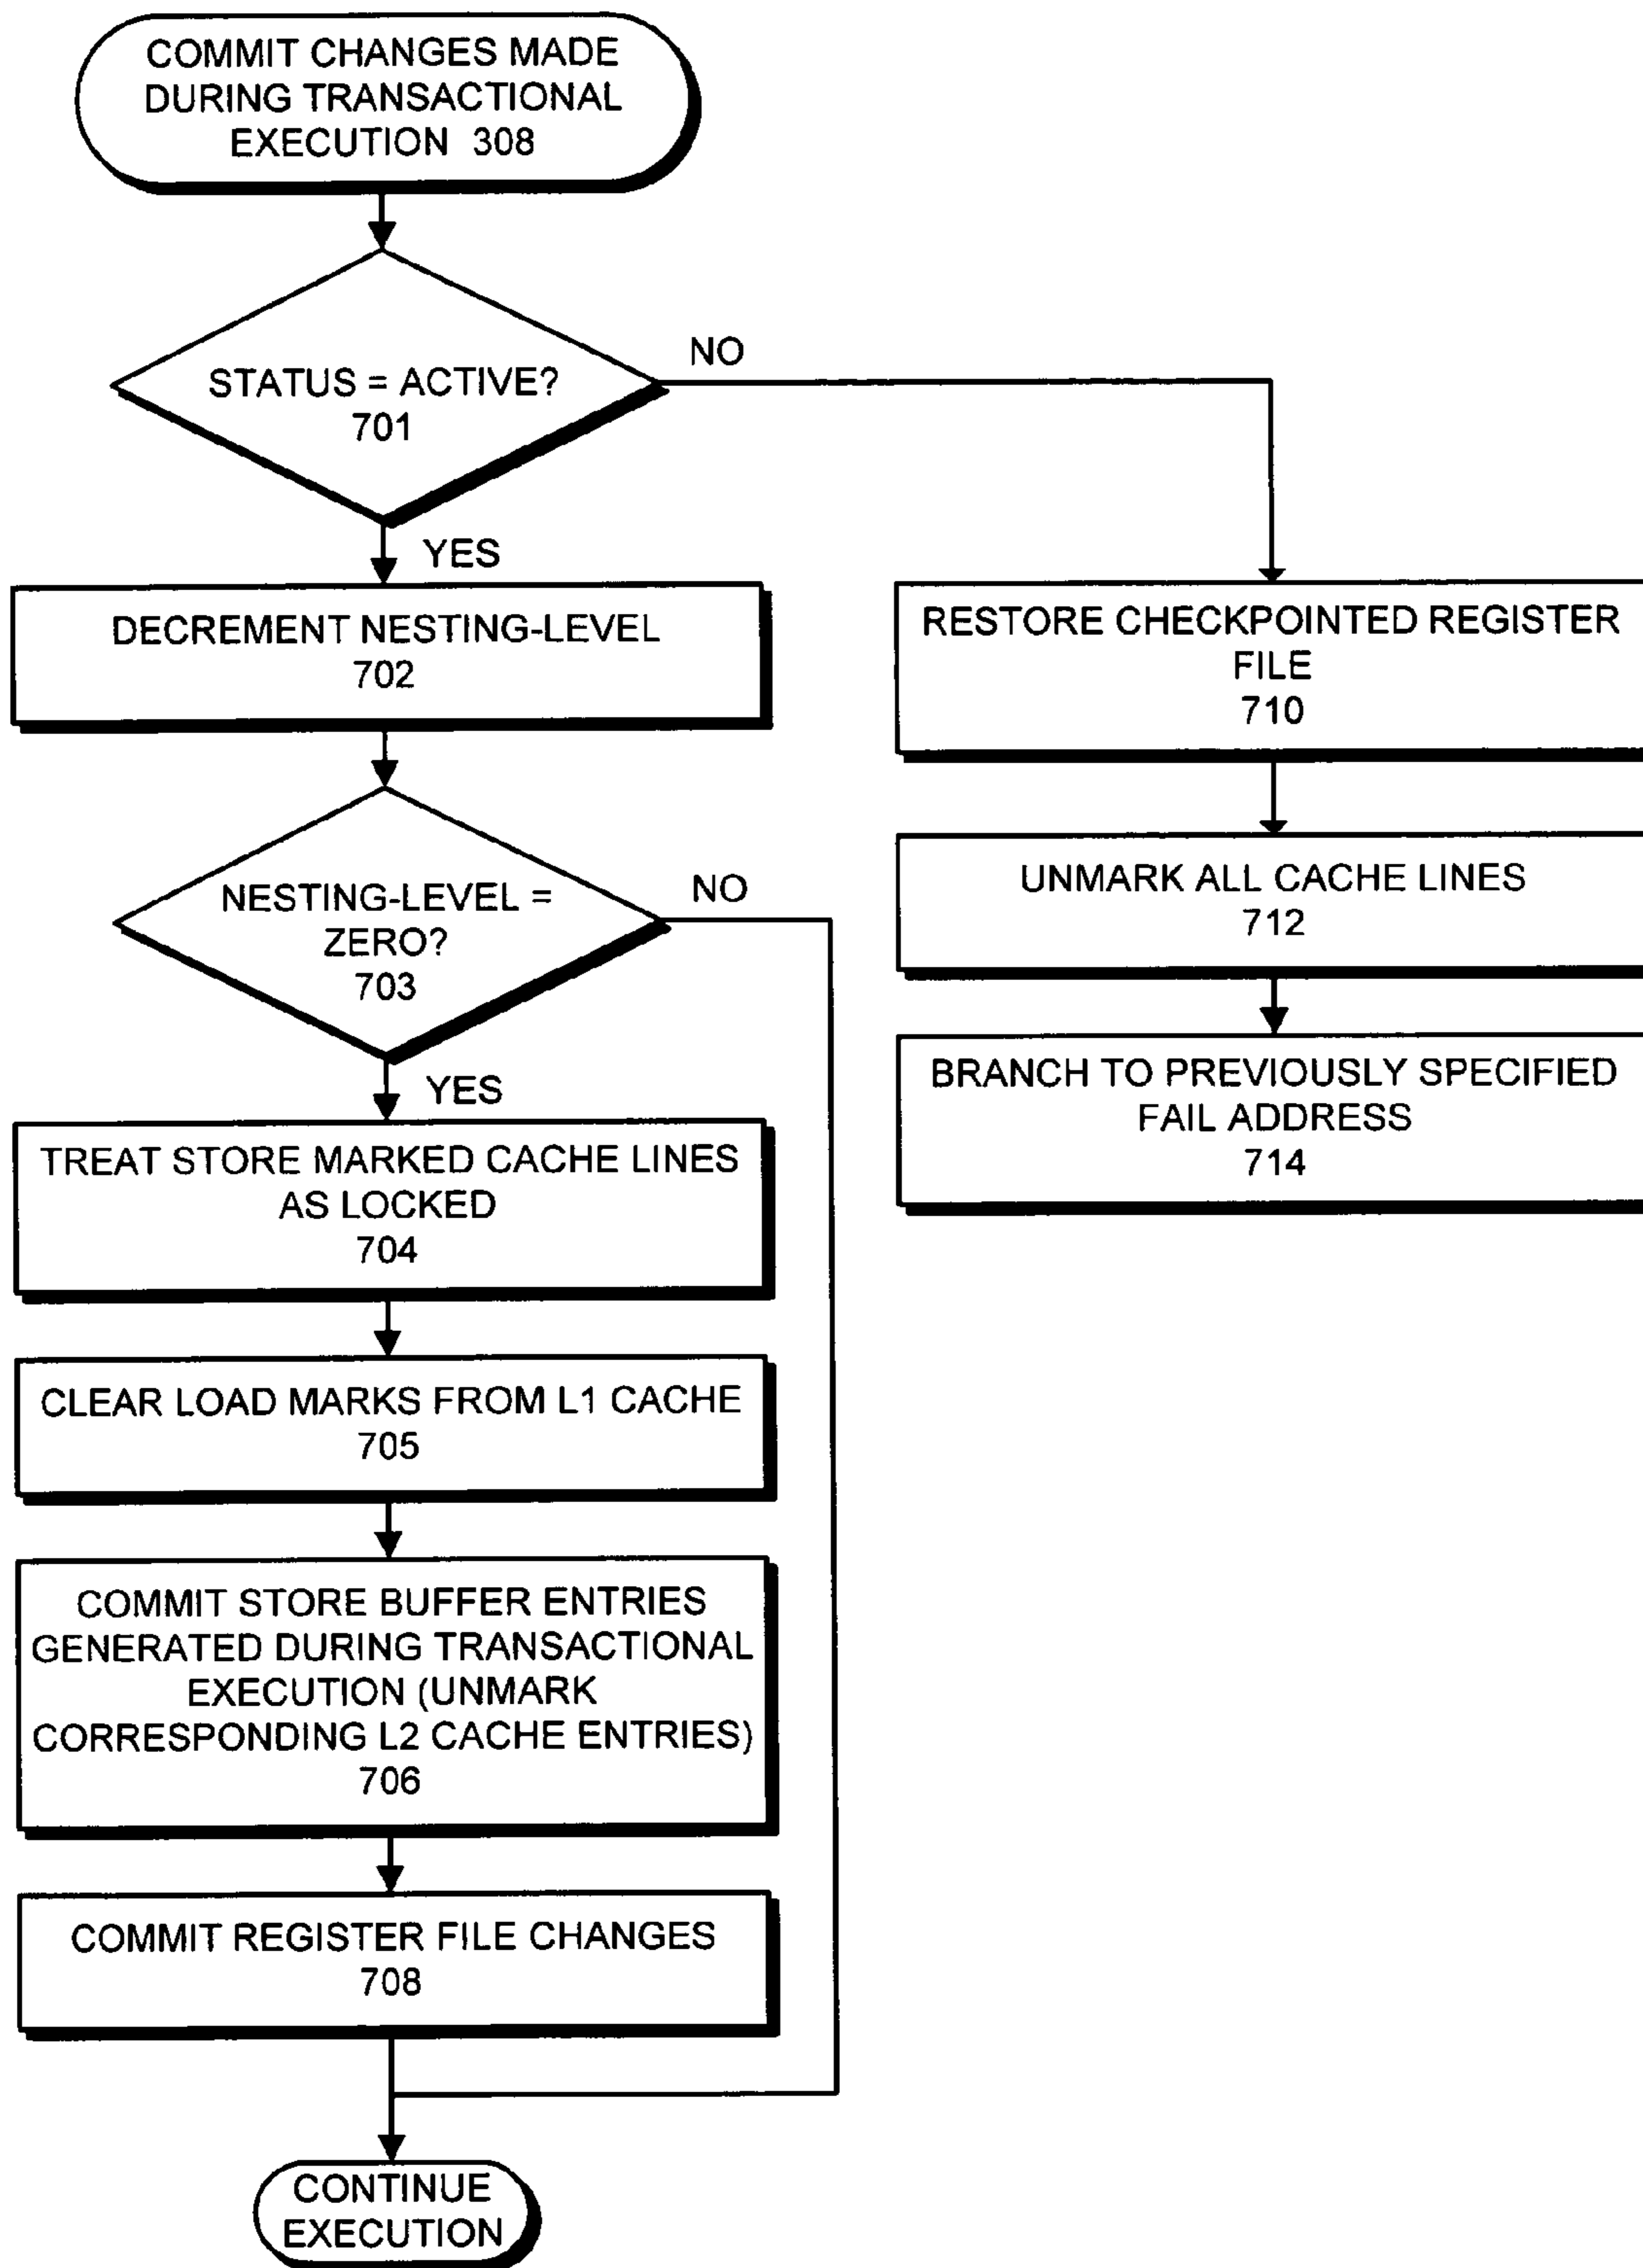 COMMIT CHANGES MADE
DURING TRANSACTIONAL
EXECUTION 308
STATUS = ACTIVE?
701
NO
YES
DECREMENT NESTING-LEVEL
702
NESTING-LEVEL =
ZERO?
703
NO
YES
TREAT STORE MARKED CACHE LINES
AS LOCKED
704
CLEAR LOAD MARKS FROM L1 CACHE
705
COMMIT STORE BUFFER ENTRIES
GENERATED DURING TRANSACTIONAL
EXECUTION (UNMARK
CORRESPONDING L2 CACHE ENTRIES)
706
COMMIT REGISTER FILE CHANGES
708
CONTINUE
EXECUTION
RESTORE CHECKPOINTED REGISTER
FILE
710
UNMARK ALL CACHE LINES
712
BRANCH TO PREVIOUSLY SPECIFIED
FAIL ADDRESS
714